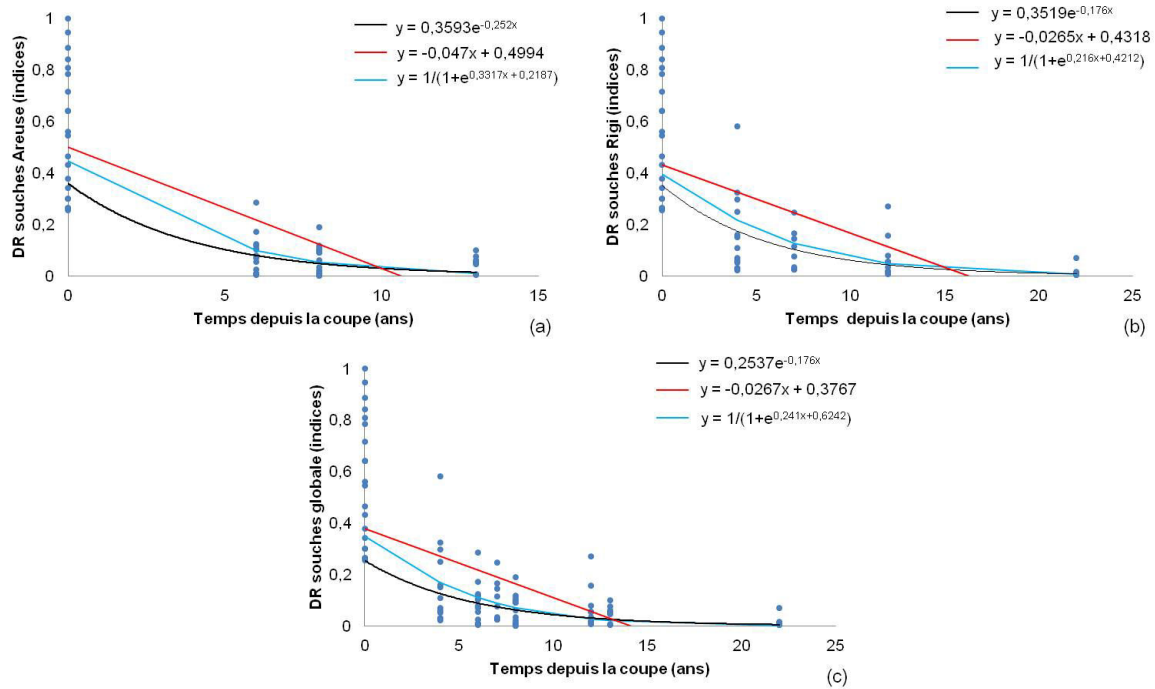 y = 0,3593e-0,252x
y = -0,047x + 0,4994
y = 1/(1+e0,3317x + 0,2187)
DR souches Areuse (indices)
1
0,8
0,6
0,4
0,2
0
0
5
10
15
Temps depuis la coupe (ans)
(a)
y = 0,3519e-0,176x
y = -0,0265x + 0,4318
y = 1/(1+e0,216x+0,4212)
DR souches Rigi (indices)
1
0,8
0,6
0,4
0,2
0
0
5
10
15
20
25
Temps depuis la coupe (ans)
(b)
y = 0,2537e-0,176x
y = -0,0267x + 0,3767
y = 1/(1+e0,241x+0,6242)
DR souches globale (indices)
1
0,8
0,6
0,4
0,2
0
0
5
10
15
20
25
Temps depuis la coupe (ans)
(c)